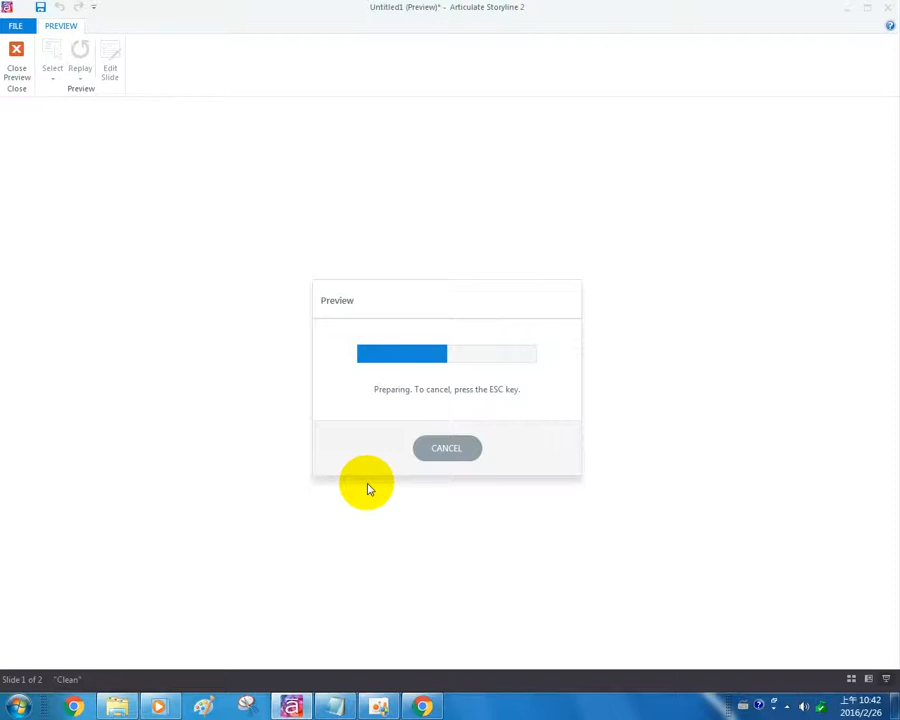 Untitled1 (Preview)* - Articulate Storyline 2
FILE
PREVIEW
Close Preview
Select
Replay
Edit Slide
Close
Preview
Preview
Preparing. To cancel, press the ESC key.
CANCEL
Slide 1 of 2 "Clean"
上午 10:42
2016/2/26